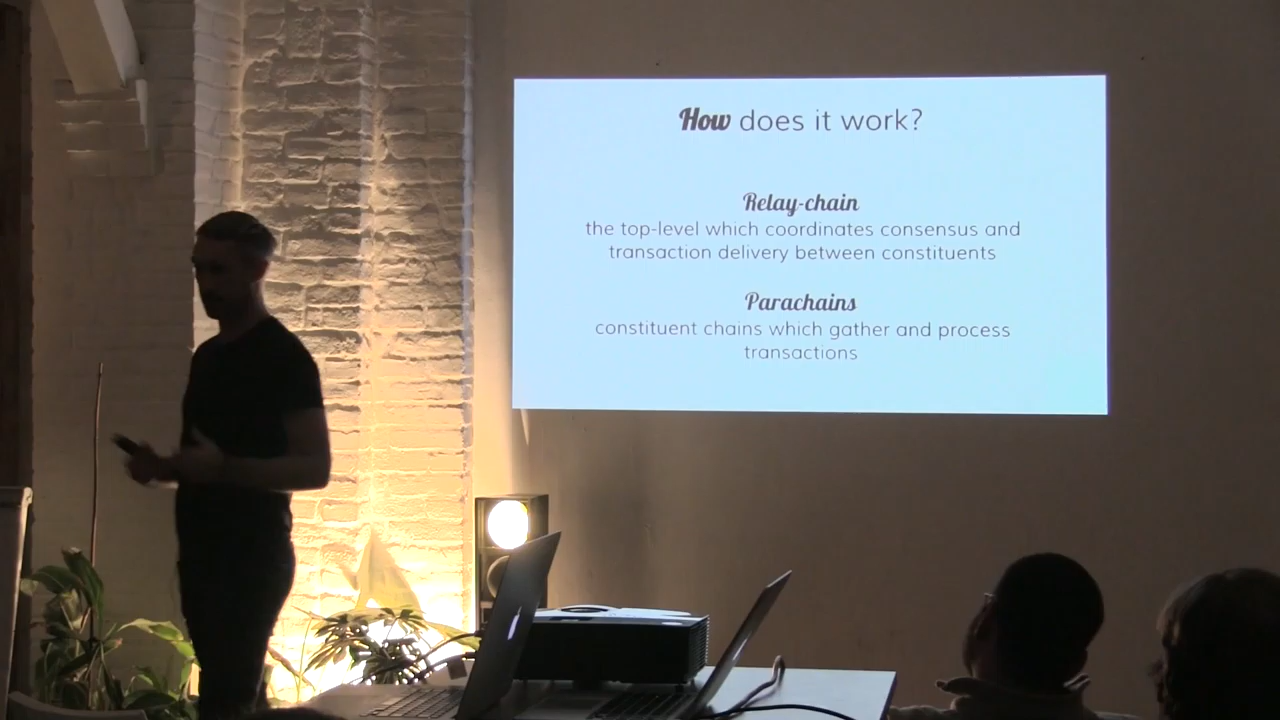 How does it work?
Relay-chain
the top-level which coordinates consensus and
transaction delivery between constituents
Parachains
constituent chains which gather and process
transactions